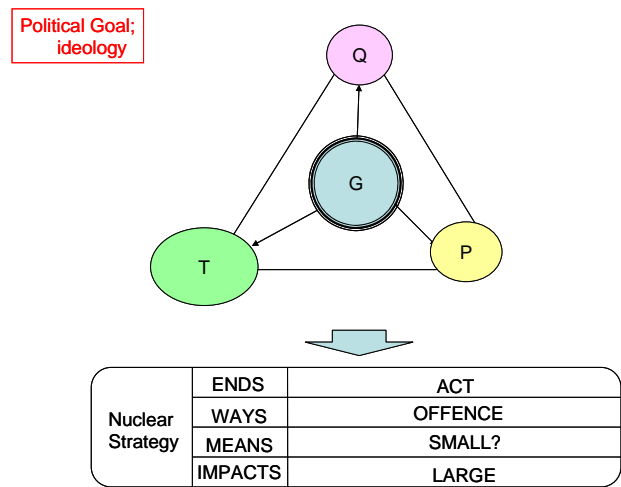 Political Goal;
ideology
Q
G
T
P
Nuclear
Strategy
ENDS ACT
WAYS OFFENCE
MEANS SMALL?
IMPACTS LARGE